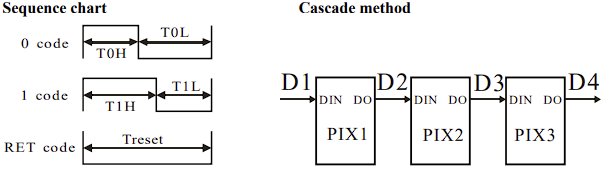 Sequence chart
0 code
T0H
T0L
1 code
T1H
T1L
RET code
Treset
Cascade method
D1 D2 D3 D4
DIN DO DIN DO DIN DO
PIX1 PIX2 PIX3